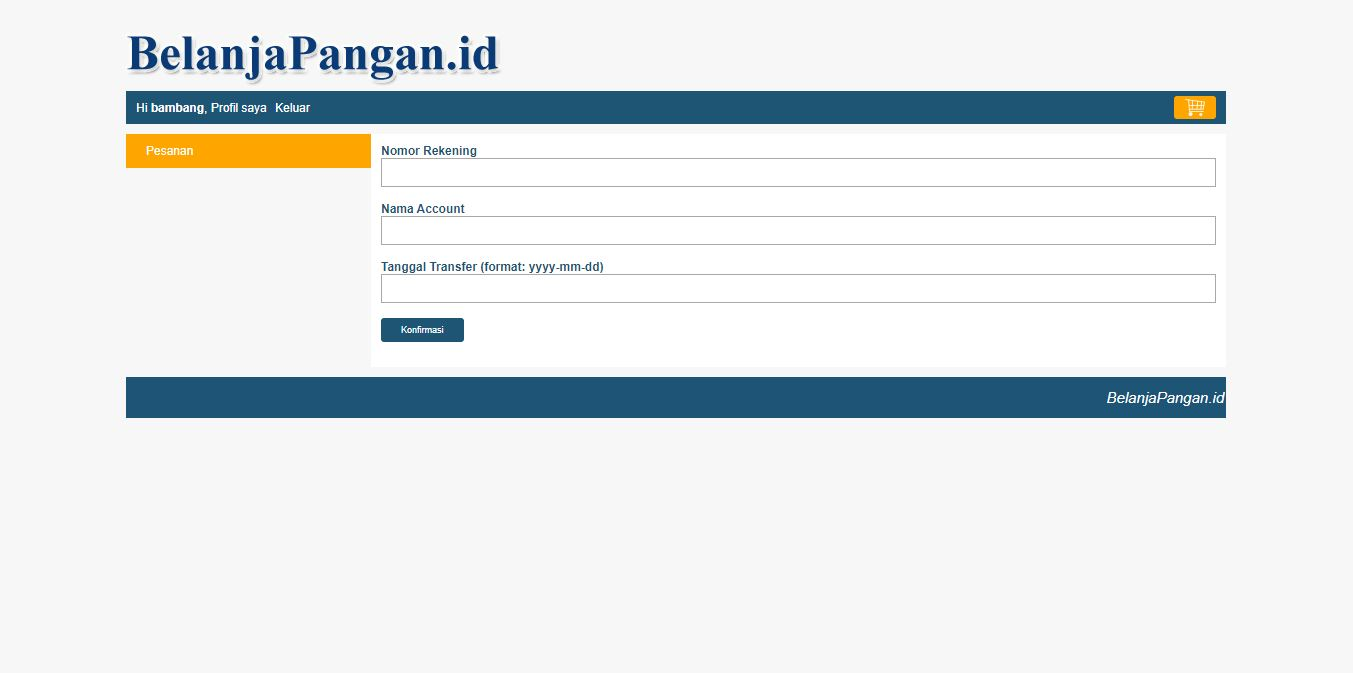 BelanjaPangan.id
Hi bambang, Profil saya Keluar
Pesanan
Nomor Rekening
Nama Account
Tanggal Transfer (format: yyyy-mm-dd)
Konfirmasi
BelanjaPangan.id